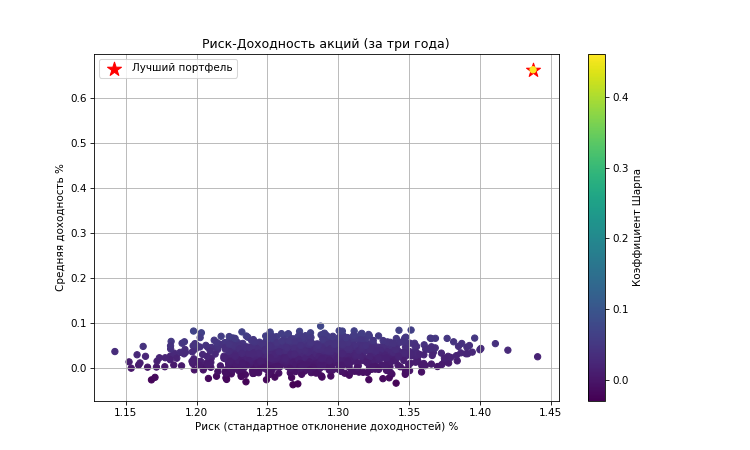 Риск-Доходность акций (за три года)
Лучший портфель
Средняя доходность %
0.6
0.5
0.4
0.3
0.2
0.1
0.0
1.15 1.20 1.25 1.30 1.35 1.40 1.45
Риск (стандартное отклонение доходностей) %
0.4
0.3
0.2
0.1
0.0
Коэффициент Шарпа